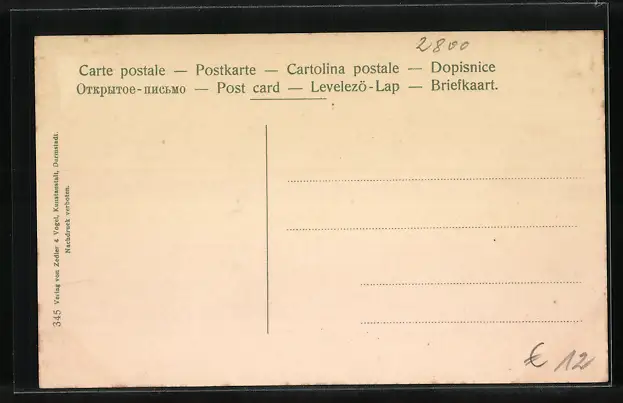 2800
Carte postale — Postkarte — Cartolina postale — Dopisnice
Открытое-письмо — Post card — Levelező-Lap — Briefkaart.
345 Verlag von Zedler & Vogel, Kunstanstalt, Darmstadt.
Nachdruck verboten.
€ 12